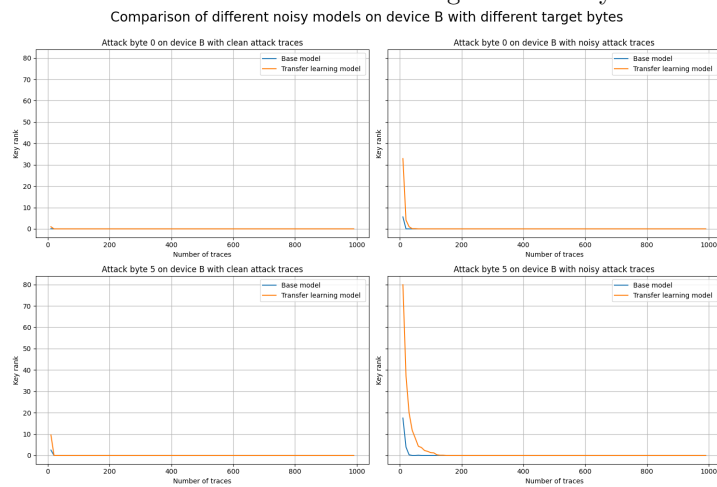 Comparison of different noisy models on device B with different target bytes
Attack byte 0 on device B with clean attack traces
80
70
60
50
40
30
20
10
0
Key rank
Base model
Transfer learning model
0 200 400 600 800 1000
Number of traces
Attack byte 0 on device B with noisy attack traces
Key rank
Base model
Transfer learning model
0 200 400 600 800 1000
Number of traces
Attack byte 5 on device B with clean attack traces
80
70
60
50
40
30
20
10
0
Key rank
Base model
Transfer learning model
0 200 400 600 800 1000
Number of traces
Attack byte 5 on device B with noisy attack traces
Key rank
Base model
Transfer learning model
0 200 400 600 800 1000
Number of traces